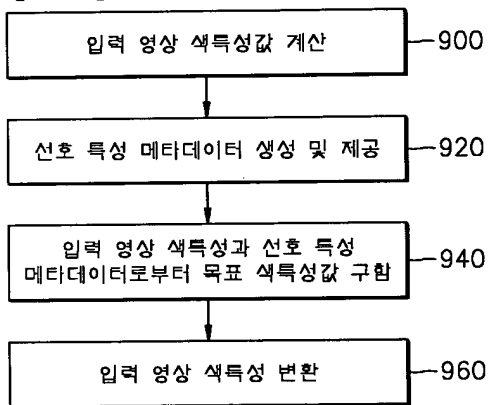 입력 영상 색특성값 계산
900
선호 특성 메타데이터 생성 및 제공
920
입력 영상 색특성과 선호 특성
메타데이터로부터 목표 색특성값 구함
940
입력 영상 색특성 변환
960